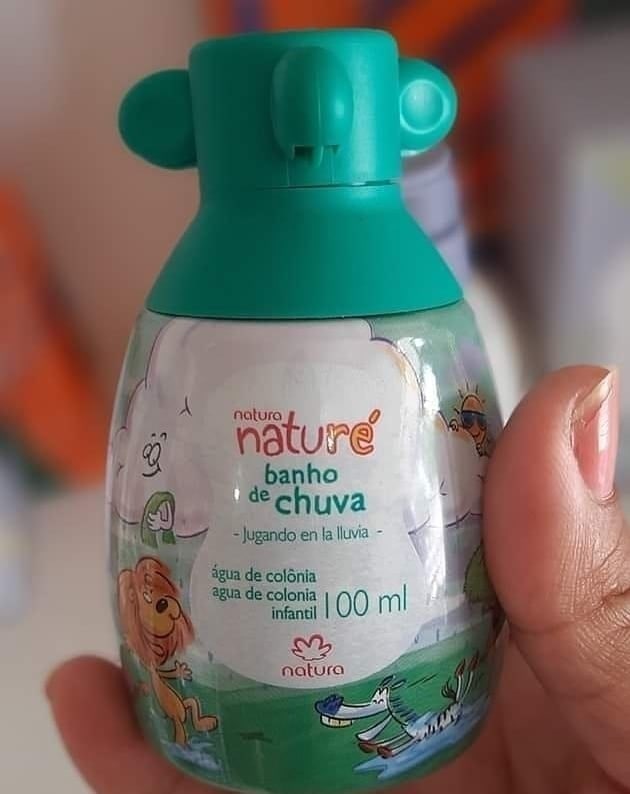 natura
naturé
banho
de chuva
- Jugando en la lluvia -
água de colônia
agua de colonia
infantil 100 ml
natura